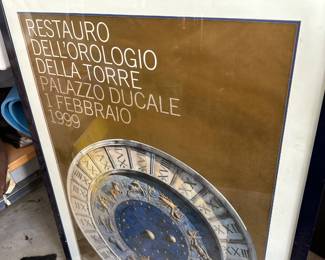 RESTAURO
DELL'OROLOGIO
DELLA TORRE
PALAZZO DUCALE
1 FEBBRAIO
1999